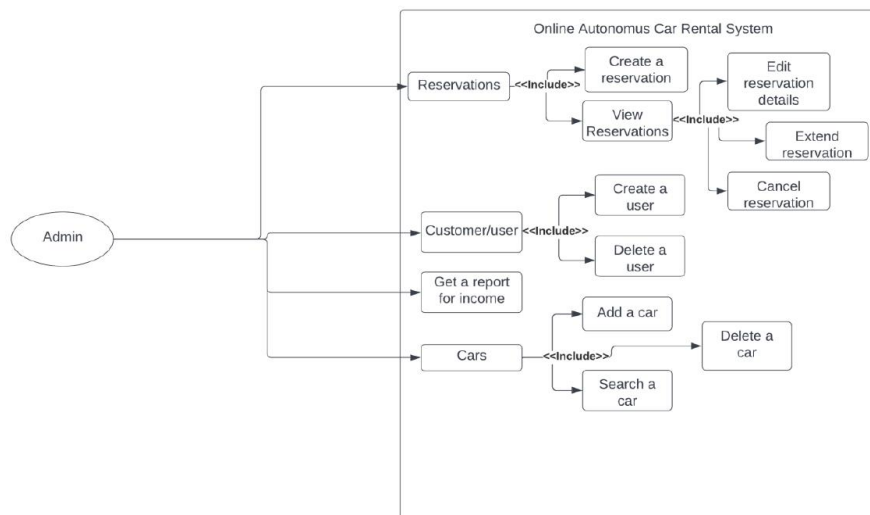 Online Autonomus Car Rental System
Reservations
<<Include>>
Create a
reservation
View
Reservations
<<Include>>
Edit
reservation
details
Extend
reservation
Cancel
reservation
Admin
Customer/user
<<Include>>
Create a
user
Delete a
user
Get a report
for income
Cars
<<Include>>
Add a car
Delete a
car
Search a
car